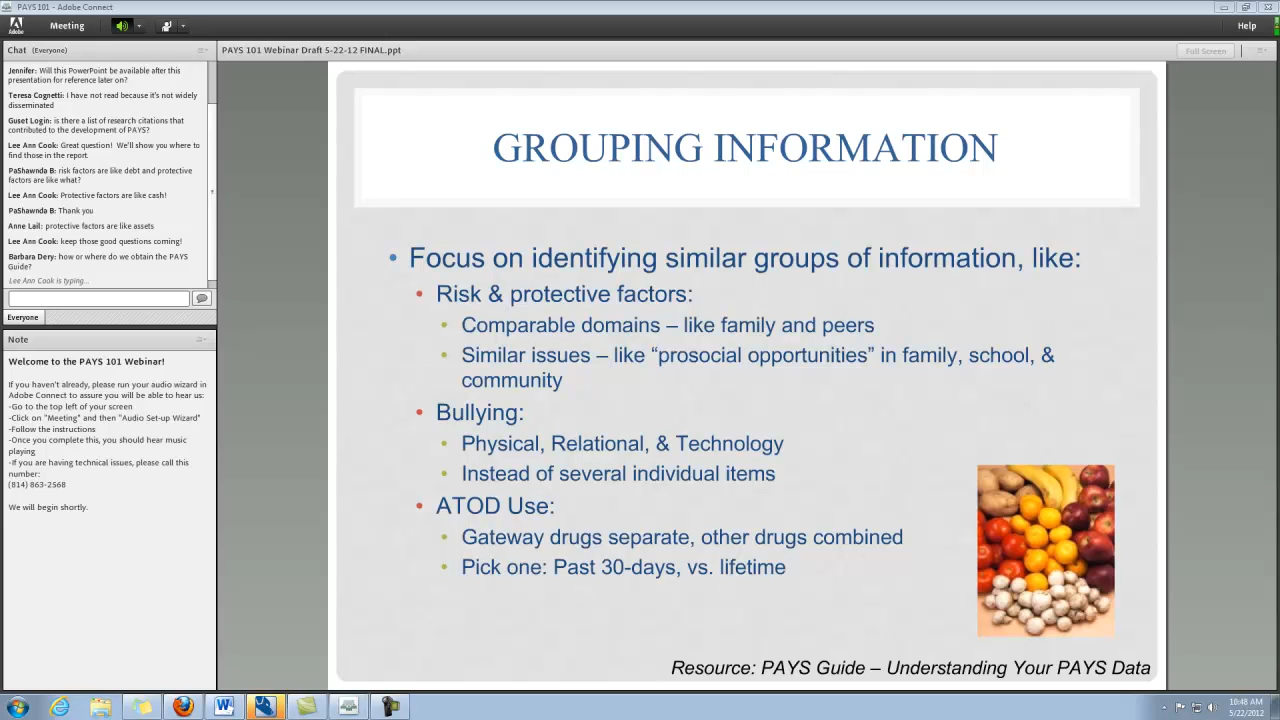 PAYS 101 - Adobe Connect
Adobe
Meeting
Help
Chat (Everyone)
PAYS 101 Webinar Draft 5-22-12 FINAL.ppt
Full Screen
Jennifer: Will this PowerPoint be available after this
presentation for reference later on?
Teresa Cognetti: I have not read because it's not widely
disseminated
Guset Login: is there a list of research citations that
contributed to the development of PAYS?
Lee Ann Cook: Great question! We'll show you where to
find those in the report.
PaShawnda B: risk factors are like debt and protective
factors are like what?
Lee Ann Cook: Protective factors are like cash!
PaShawnda B: Thank you
Anne Lail: protective factors are like assets
Lee Ann Cook: keep those good questions coming!
Barbara Dery: how or where do we obtain the PAYS
Guide?
Lee Ann Cook is typing...
Everyone
Note
Welcome to the PAYS 101 Webinar!
If you haven't already, please run your audio wizard in
Adobe Connect to assure you will be able to hear us:
-Go to the top left of your screen
-Click on "Meeting" and then "Audio Set-up Wizard"
-Follow the instructions
-Once you complete this, you should hear music
playing
-If you are having technical issues, please call this
number:
(814) 863-2568
We will begin shortly.
GROUPING INFORMATION
• Focus on identifying similar groups of information, like:
• Risk & protective factors:
• Comparable domains – like family and peers
• Similar issues – like “prosocial opportunities” in family, school, &
community
• Bullying:
• Physical, Relational, & Technology
• Instead of several individual items
• ATOD Use:
• Gateway drugs separate, other drugs combined
• Pick one: Past 30-days, vs. lifetime
Resource: PAYS Guide – Understanding Your PAYS Data
10:48 AM
5/22/2012